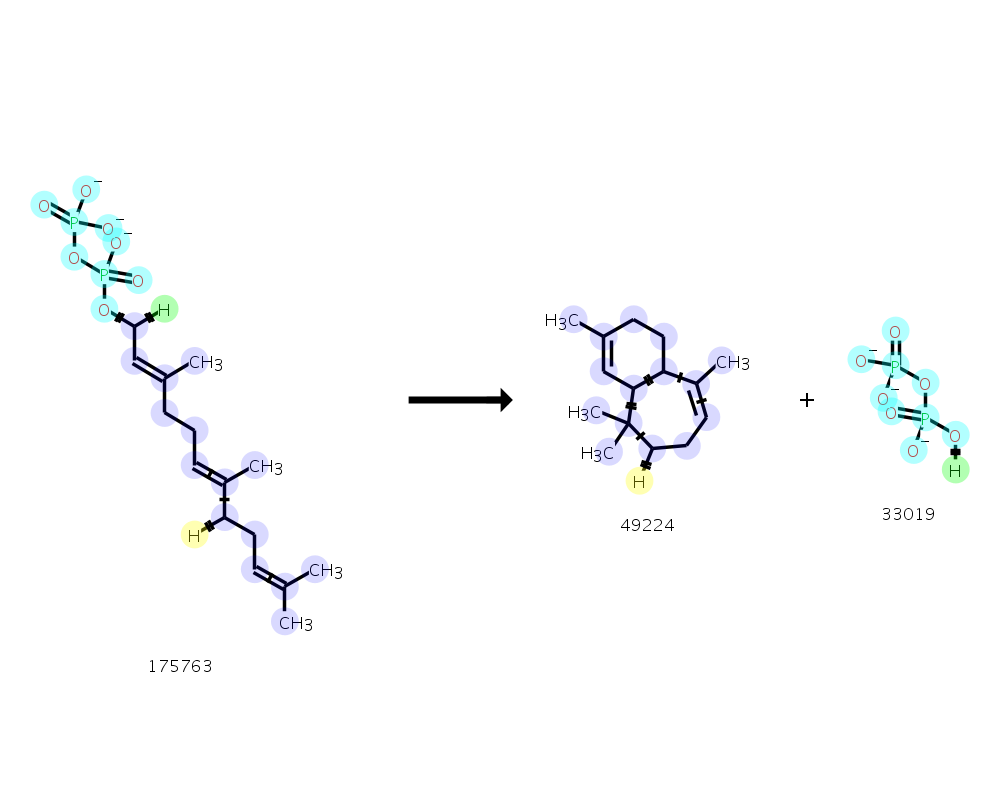 O⁻
O P O⁻
O⁻
O P O
O H
CH3
CH3
H
CH3
CH3
175763
→
H3C CH3
H3C
H3C
H
49224
+
O
O⁻ P O
O⁻
O P O
O⁻
H
33019